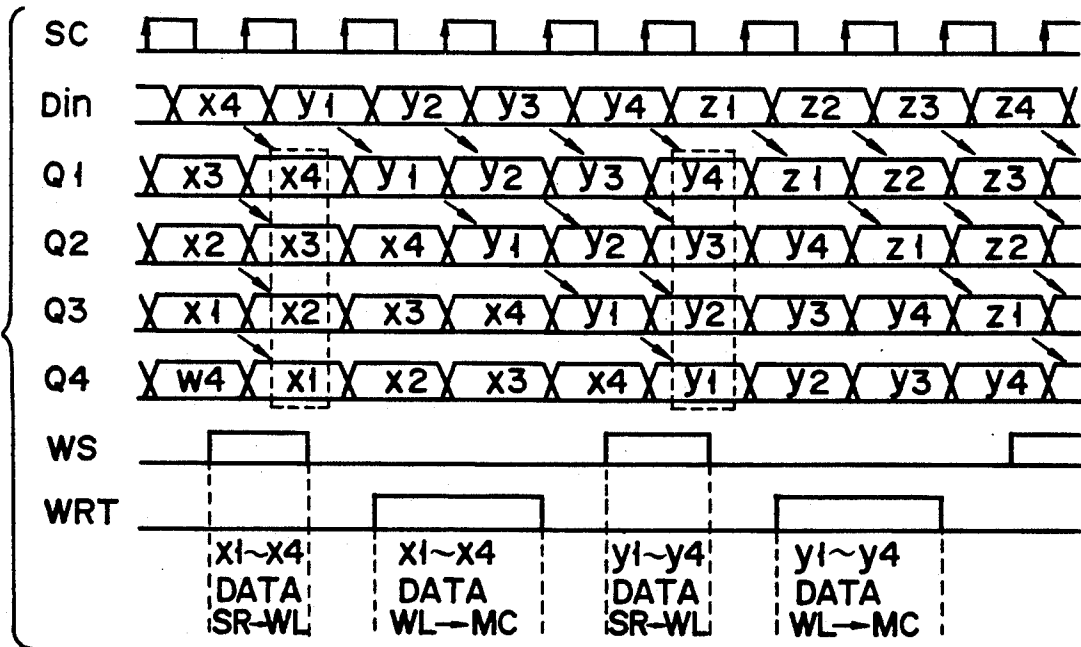 SC
Din x4 y1 y2 y3 y4 z1 z2 z3 z4
Q1 x3 x4 y1 y2 y3 y4 z1 z2 z3
Q2 x2 x3 x4 y1 y2 y3 y4 z1 z2
Q3 x1 x2 x3 x4 y1 y2 y3 y4 z1
Q4 w4 x1 x2 x3 x4 y1 y2 y3 y4
WS
WRT
x1~x4 x1~x4 y1~y4 y1~y4
DATA DATA DATA DATA
SR→WL WL→MC SR→WL WL→MC